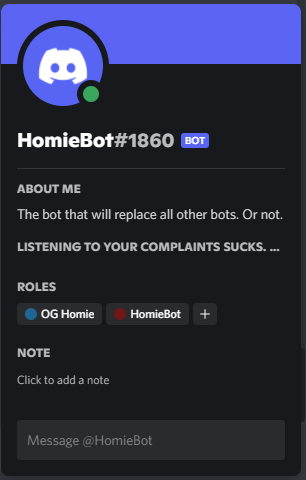 HomieBot#1860 BOT
ABOUT ME
The bot that will replace all other bots. Or not.
LISTENING TO YOUR COMPLAINTS SUCKS. ...
ROLES
OG Homie HomieBot +
NOTE
Click to add a note
Message @HomieBot